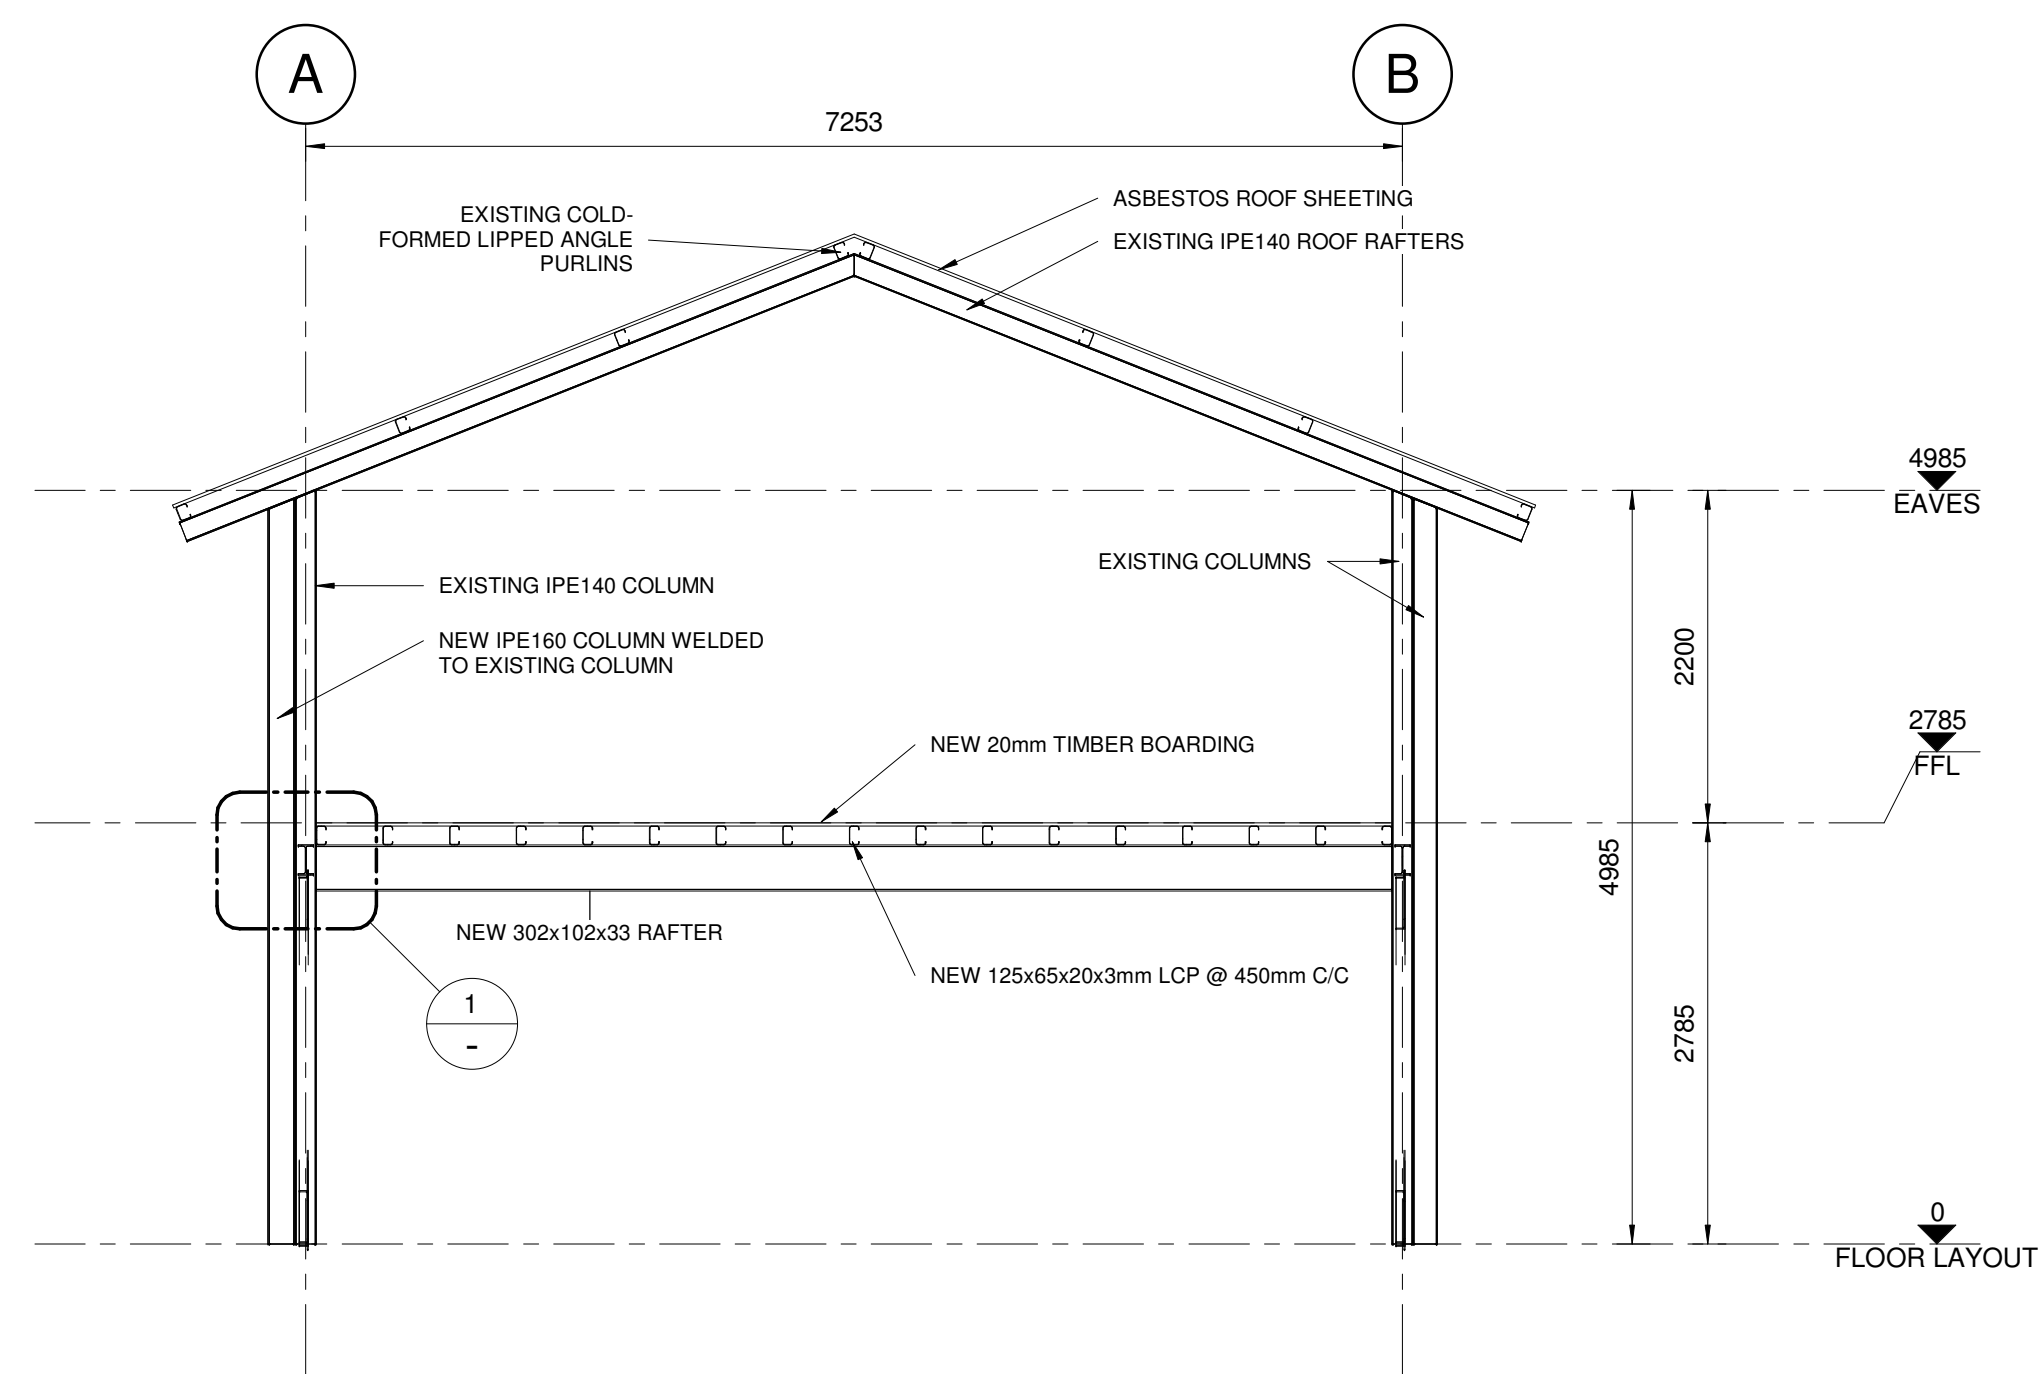 A
B
7253
EXISTING COLD-
FORMED LIPPED ANGLE
PURLINS
ASBESTOS ROOF SHEETING
EXISTING IPE140 ROOF RAFTERS
4985
EAVES
EXISTING COLUMNS
EXISTING IPE140 COLUMN
NEW IPE160 COLUMN WELDED
TO EXISTING COLUMN
2200
2785
FFL
NEW 20mm TIMBER BOARDING
4985
NEW 302x102x33 RAFTER
NEW 125x65x20x3mm LCP @ 450mm C/C
1
-
2785
0
FLOOR LAYOUT